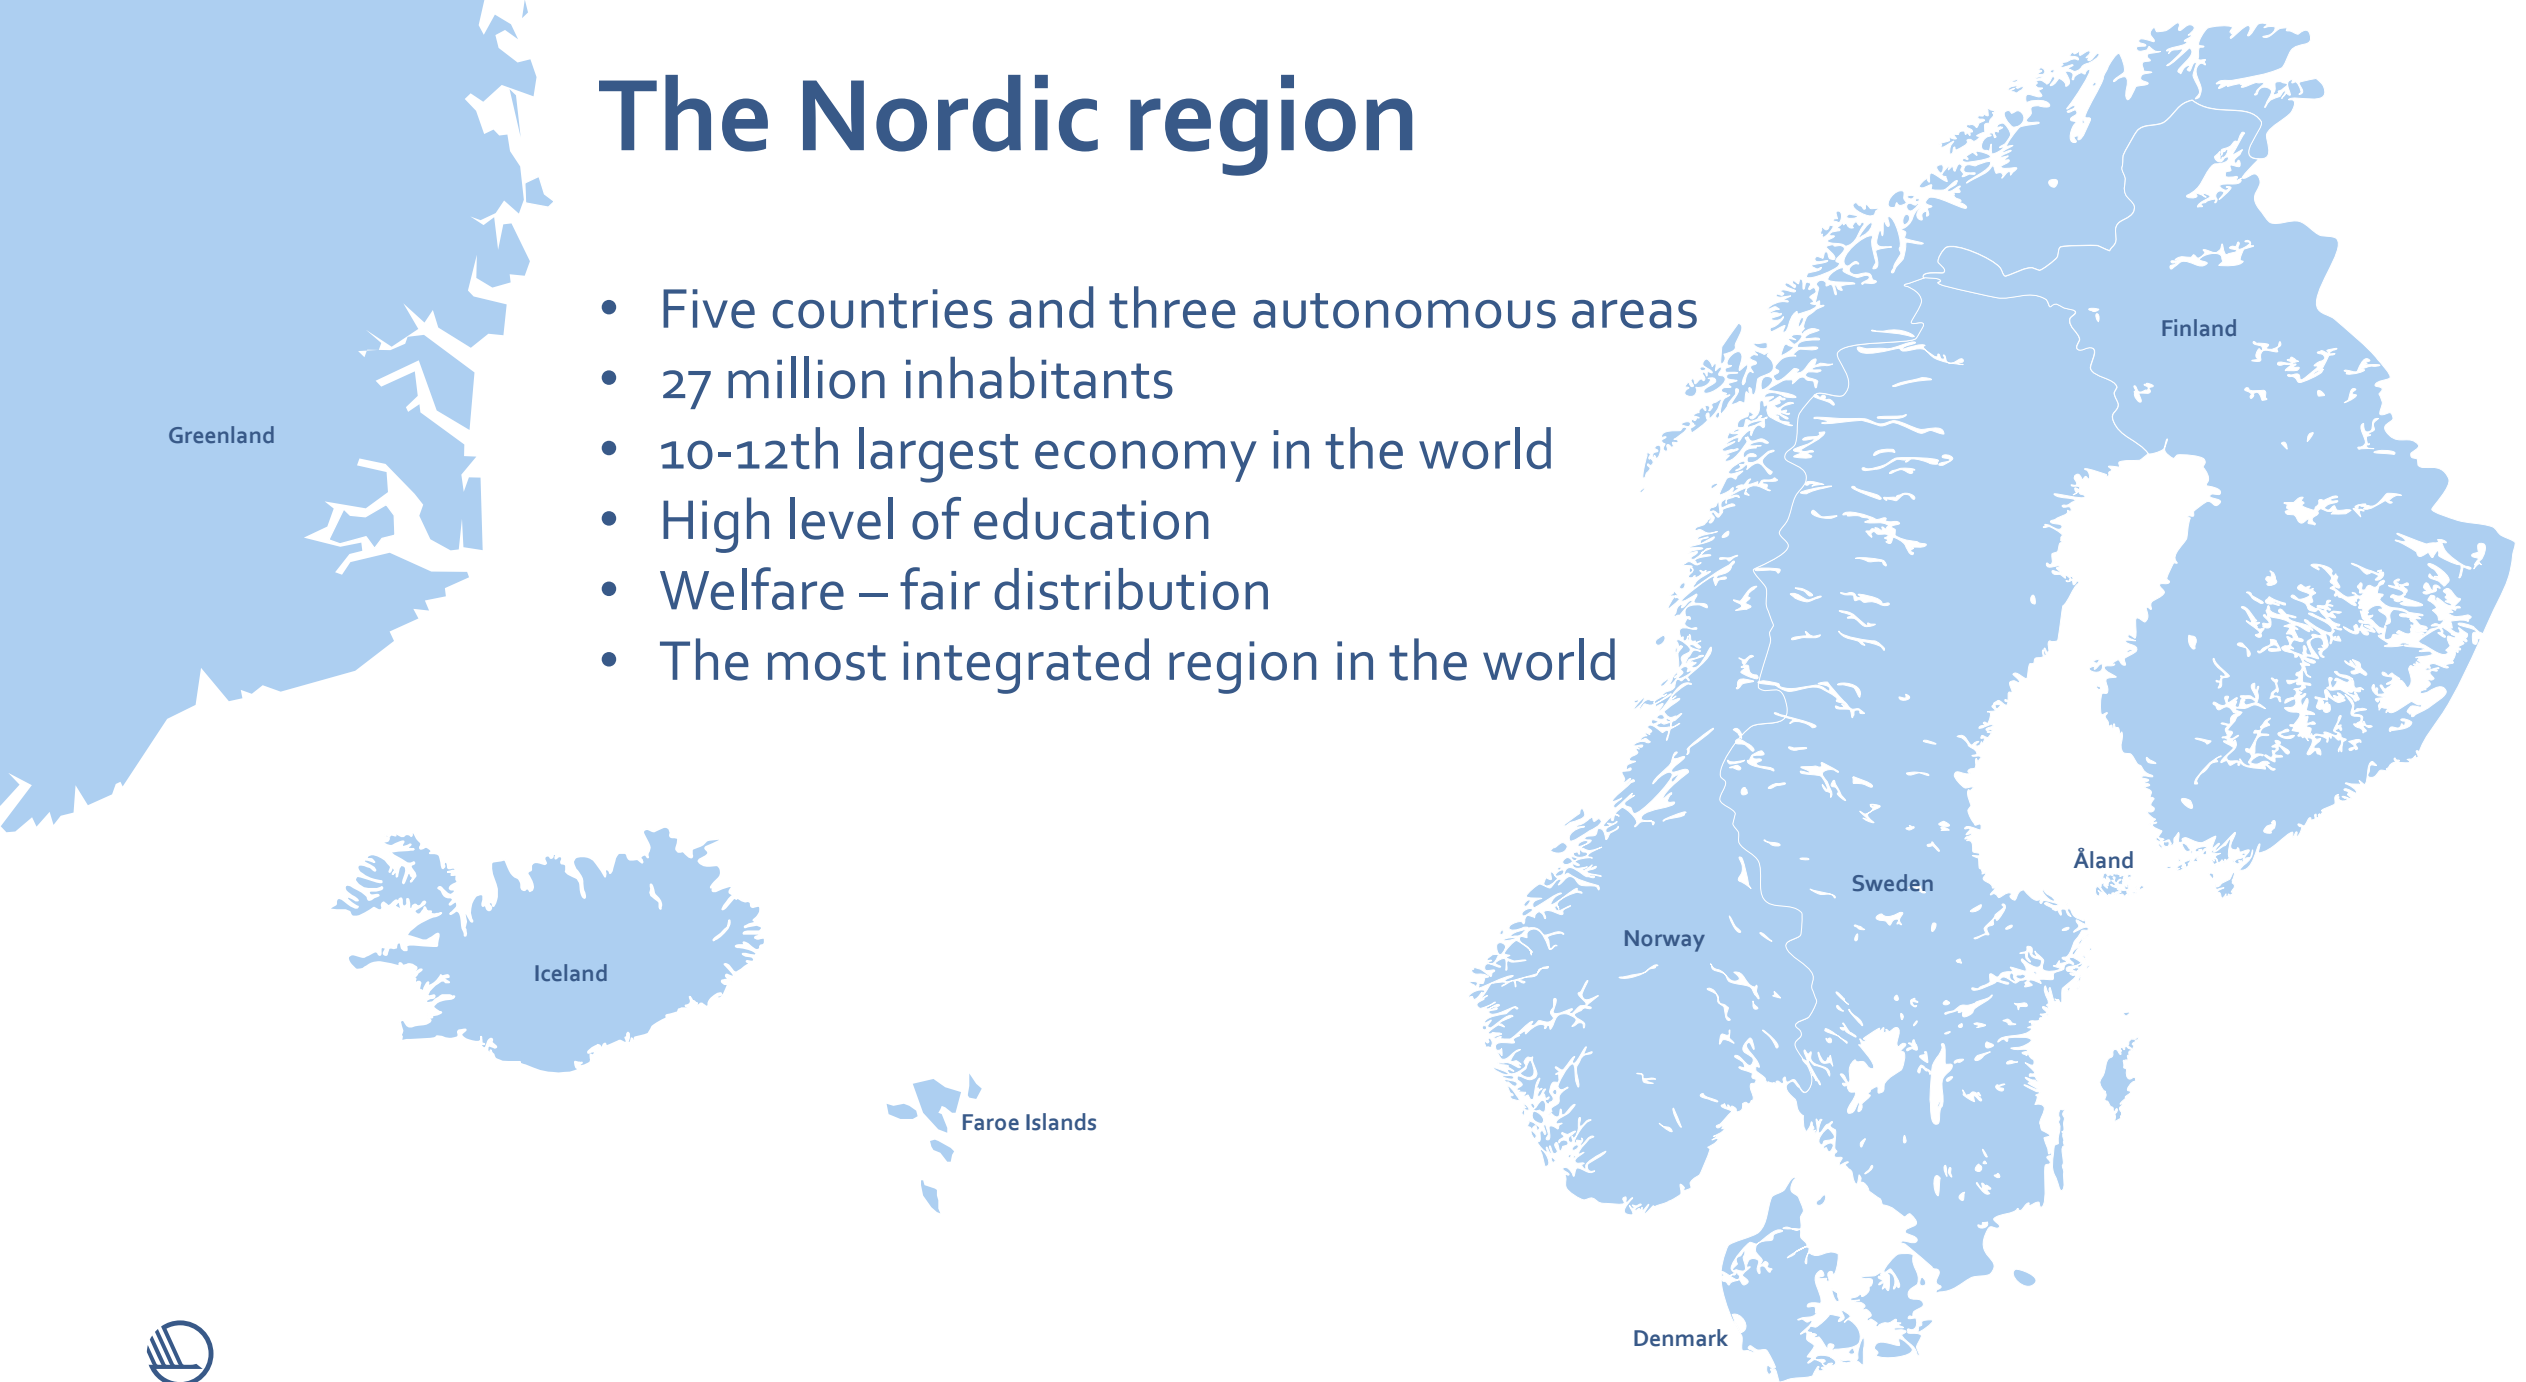 The Nordic region
• Five countries and three autonomous areas
• 27 million inhabitants
• 10-12th largest economy in the world
• High level of education
• Welfare – fair distribution
• The most integrated region in the world
Finland
Greenland
Åland
Sweden
Norway
Iceland
Faroe Islands
Denmark